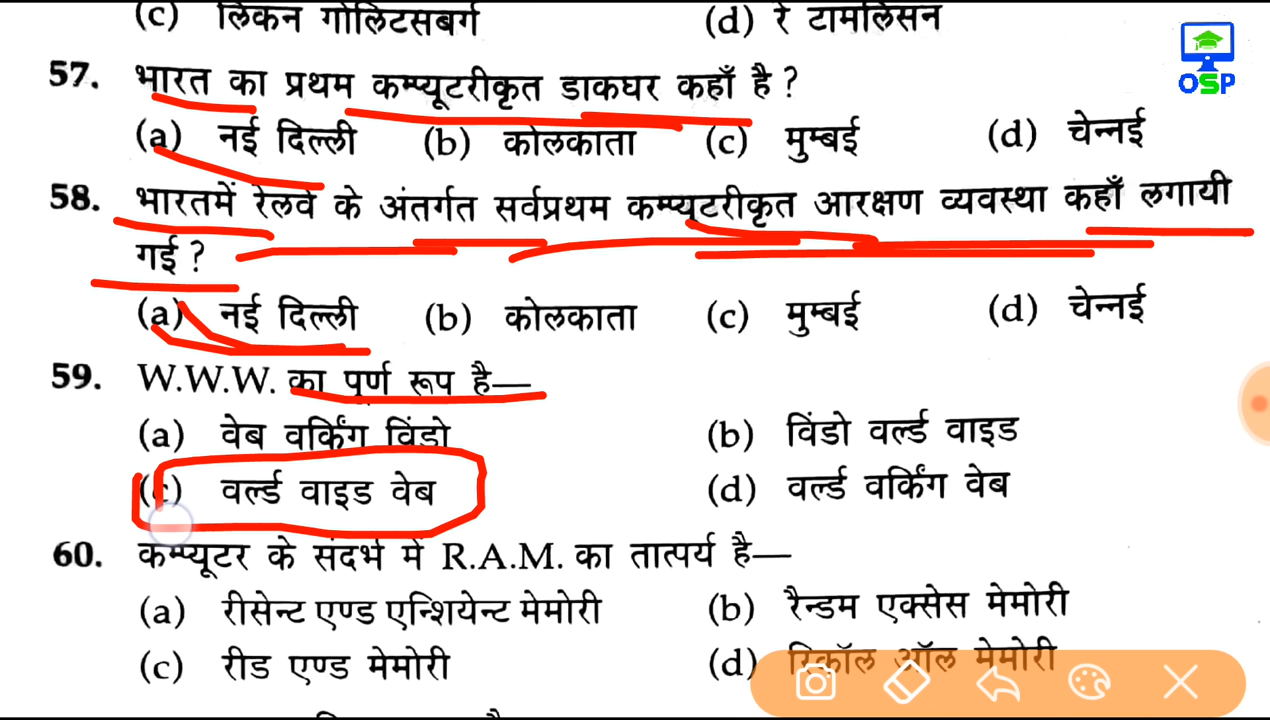 (c) लिंकन गोलिटसबर्ग (d) रे टामलिंसन
57. भारत का प्रथम कम्प्यूटरीकृत डाकघर कहाँ है ?
(a) नई दिल्ली (b) कोलकाता (c) मुम्बई (d) चेन्नई
58. भारतमें रेलवे के अंतर्गत सर्वप्रथम कम्प्यूटरीकृत आरक्षण व्यवस्था कहाँ लगायी
गई ?
(a) नई दिल्ली (b) कोलकाता (c) मुम्बई (d) चेन्नई
59. W.W.W. का पूर्ण रूप है—
(a) वेब वर्किंग विंडो (b) विंडो वर्ल्ड वाइड
(c) वर्ल्ड वाइड वेब (d) वर्ल्ड वर्किंग वेब
60. कम्प्यूटर के संदर्भ में R.A.M. का तात्पर्य है—
(a) रीसेन्ट एण्ड एन्शियेन्ट मेमोरी (b) रैन्डम एक्सेस मेमोरी
(c) रीड एण्ड मेमोरी (d) रिकॉल ऑल मेमोरी
OSP